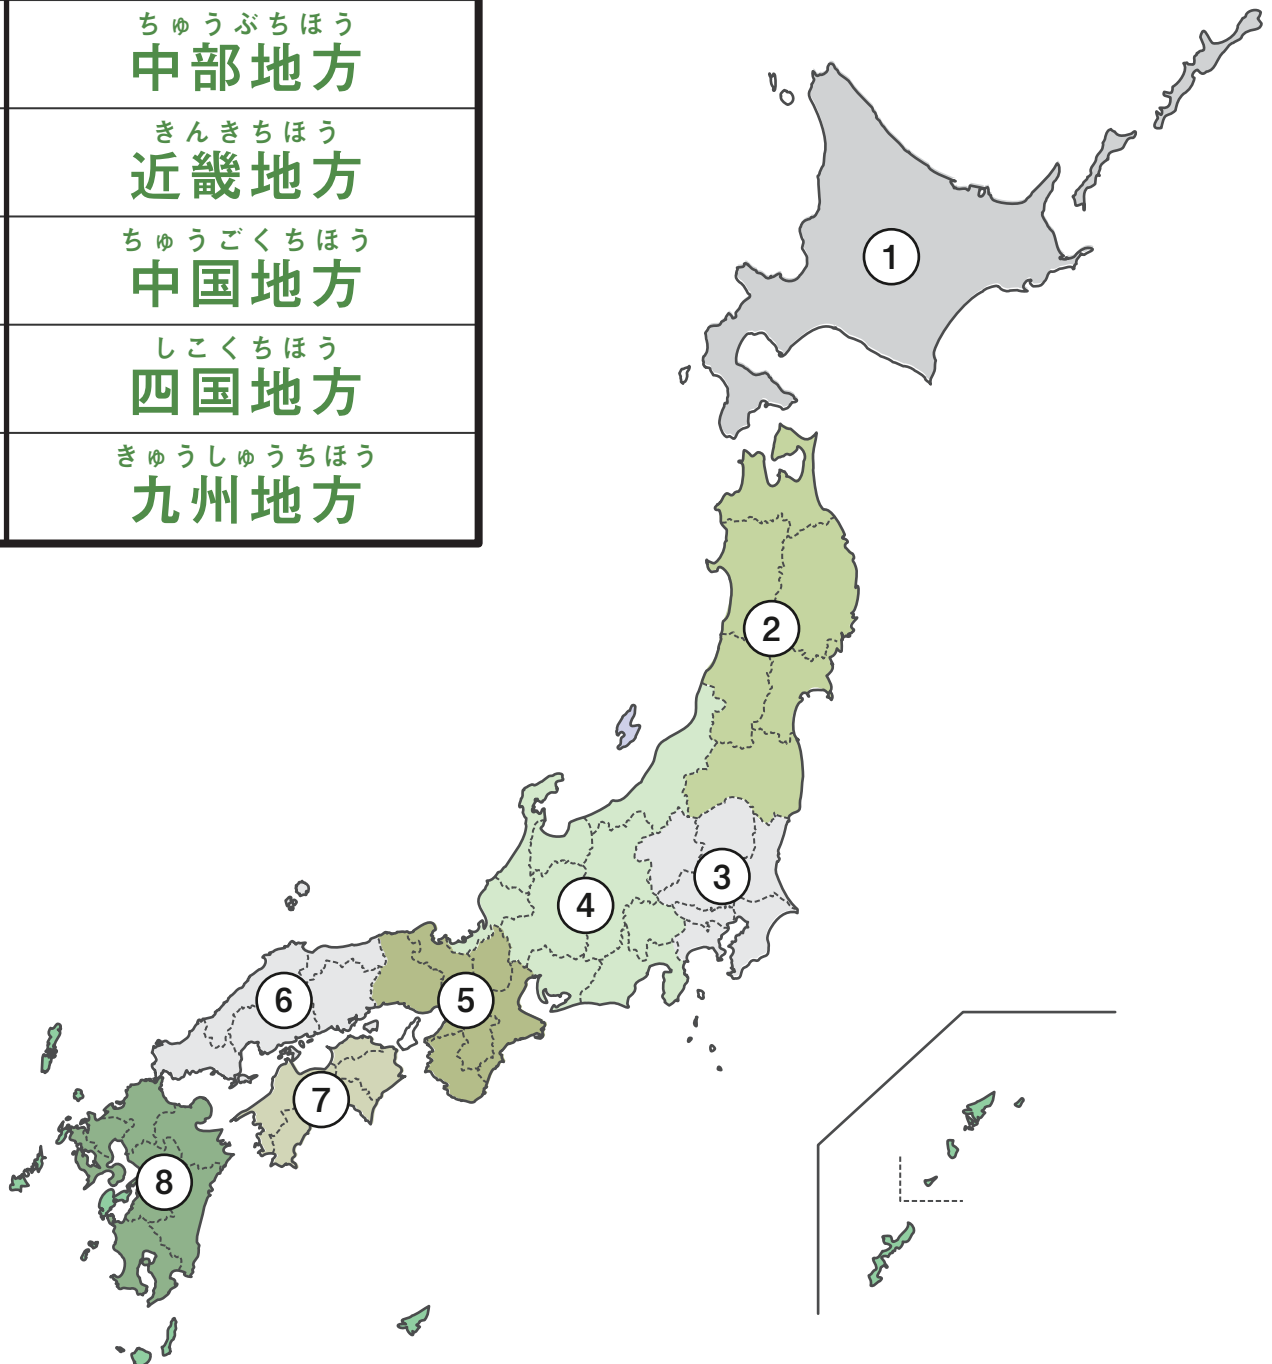 ちゅうぶちほう
中部地方
きんきちほう
近畿地方
ちゅうごくちほう
中国地方
しこくちほう
四国地方
きゅうしゅうちほう
九州地方
1
2
3
4
5
6
7
8